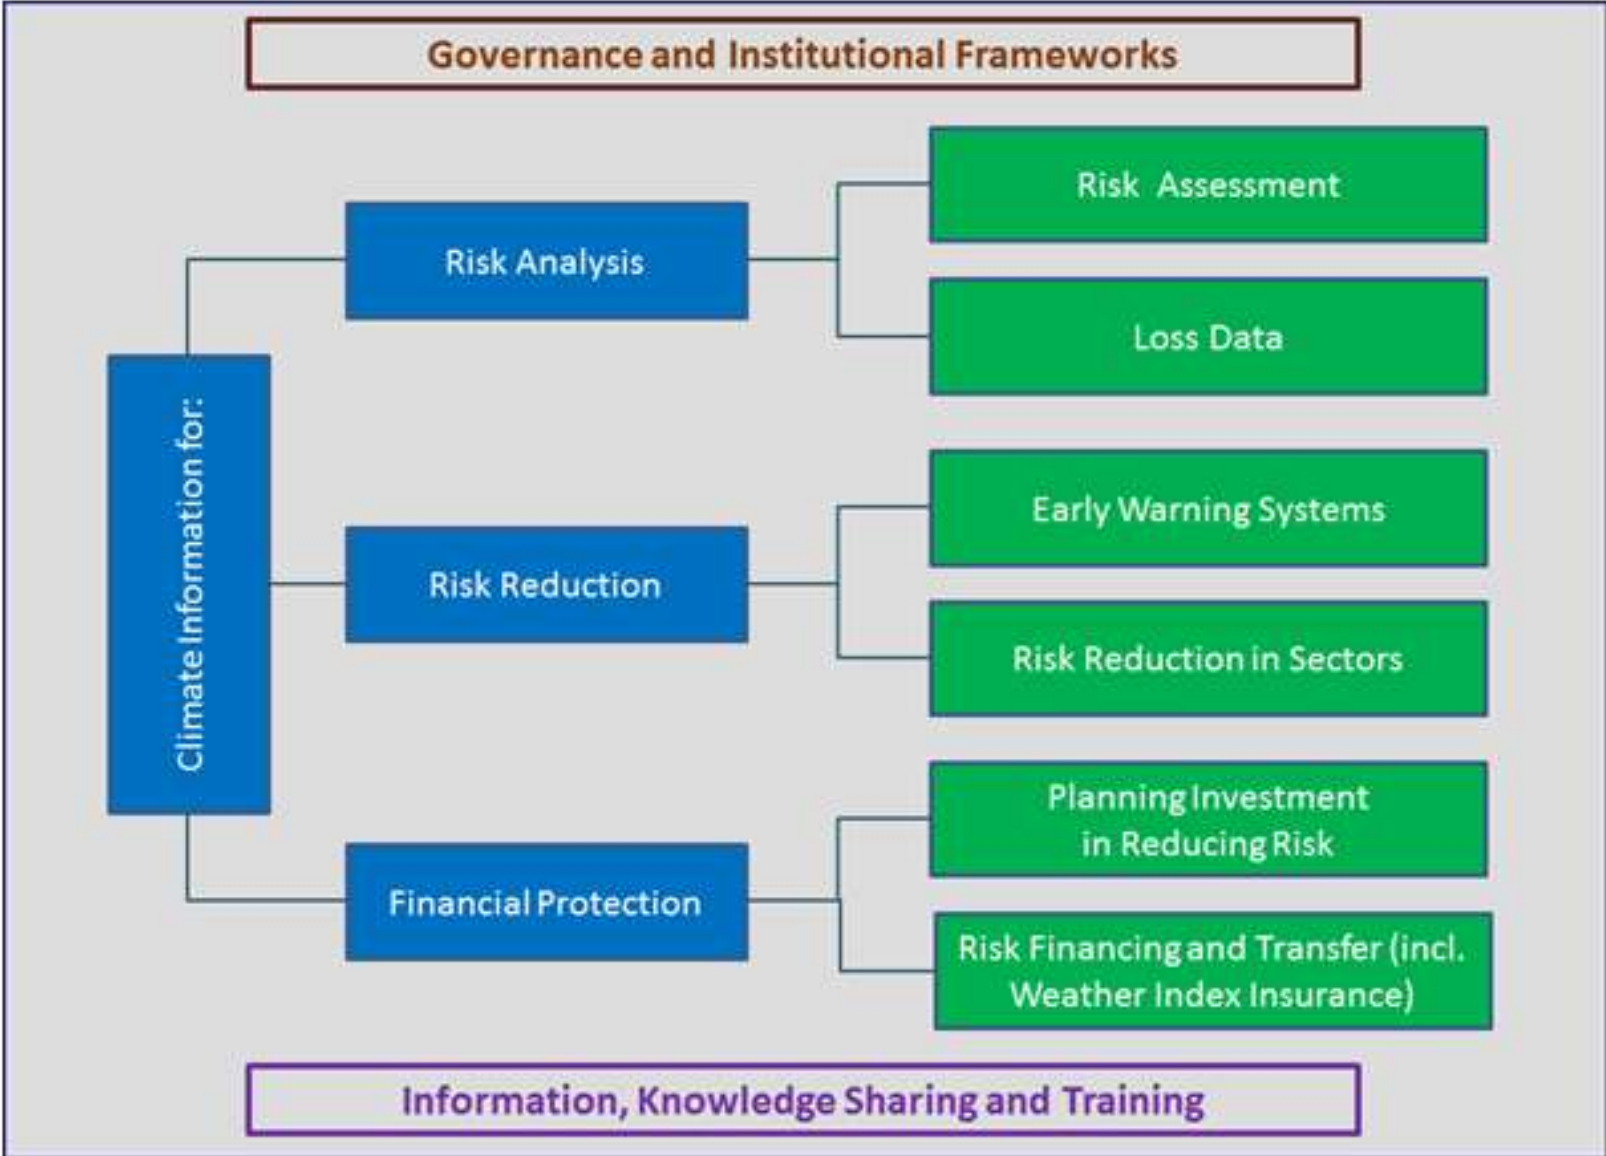 Governance and Institutional Frameworks
Climate Information for:
Risk Analysis
Risk Assessment
Loss Data
Risk Reduction
Early Warning Systems
Risk Reduction in Sectors
Financial Protection
Planning Investment
in Reducing Risk
Risk Financing and Transfer (incl.
Weather Index Insurance)
Information, Knowledge Sharing and Training